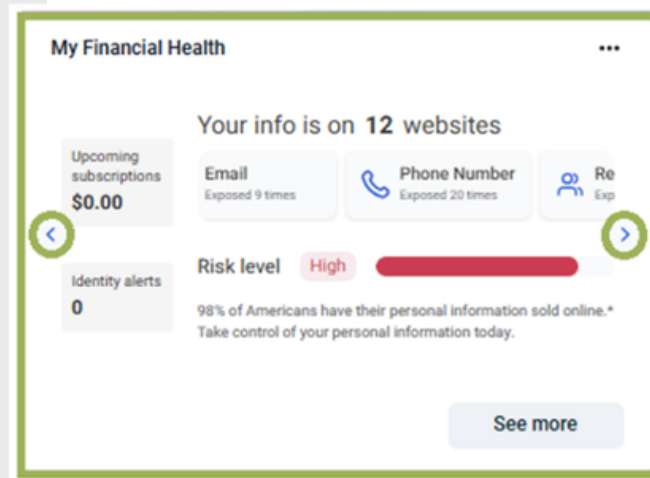 My Financial Health
Your info is on 12 websites
Upcoming
subscriptions
$0.00
Identity alerts
0
Email
Exposed 9 times
Phone Number
Exposed 20 times
Re
Exp
Risk level High
98% of Americans have their personal information sold online.*
Take control of your personal information today.
See more